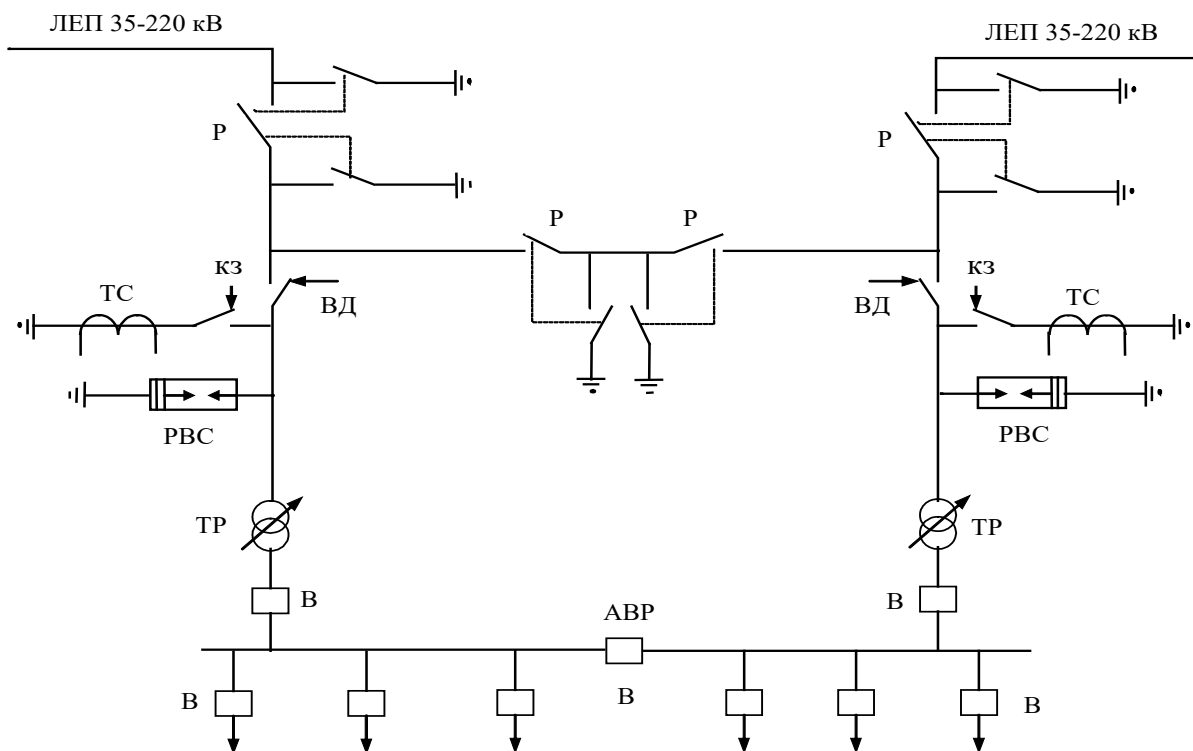 ЛЕП 35-220 кВ
ЛЕП 35-220 кВ
Р
Р
Р
Р
кз
кз
ТС
ТС
ВД
ВД
РВС
РВС
ТР
ТР
В
В
АВР
В
В
В